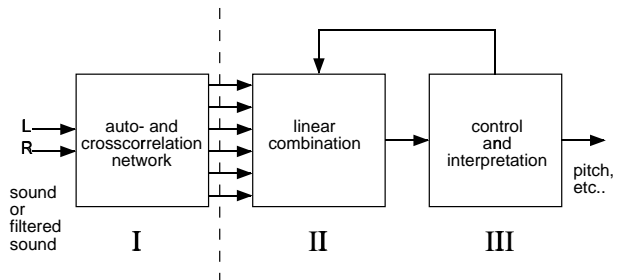 L
R
sound
or
filtered
sound
auto- and
crosscorrelation
network
I
linear
combination
II
control
and
interpretation
III
pitch,
etc..